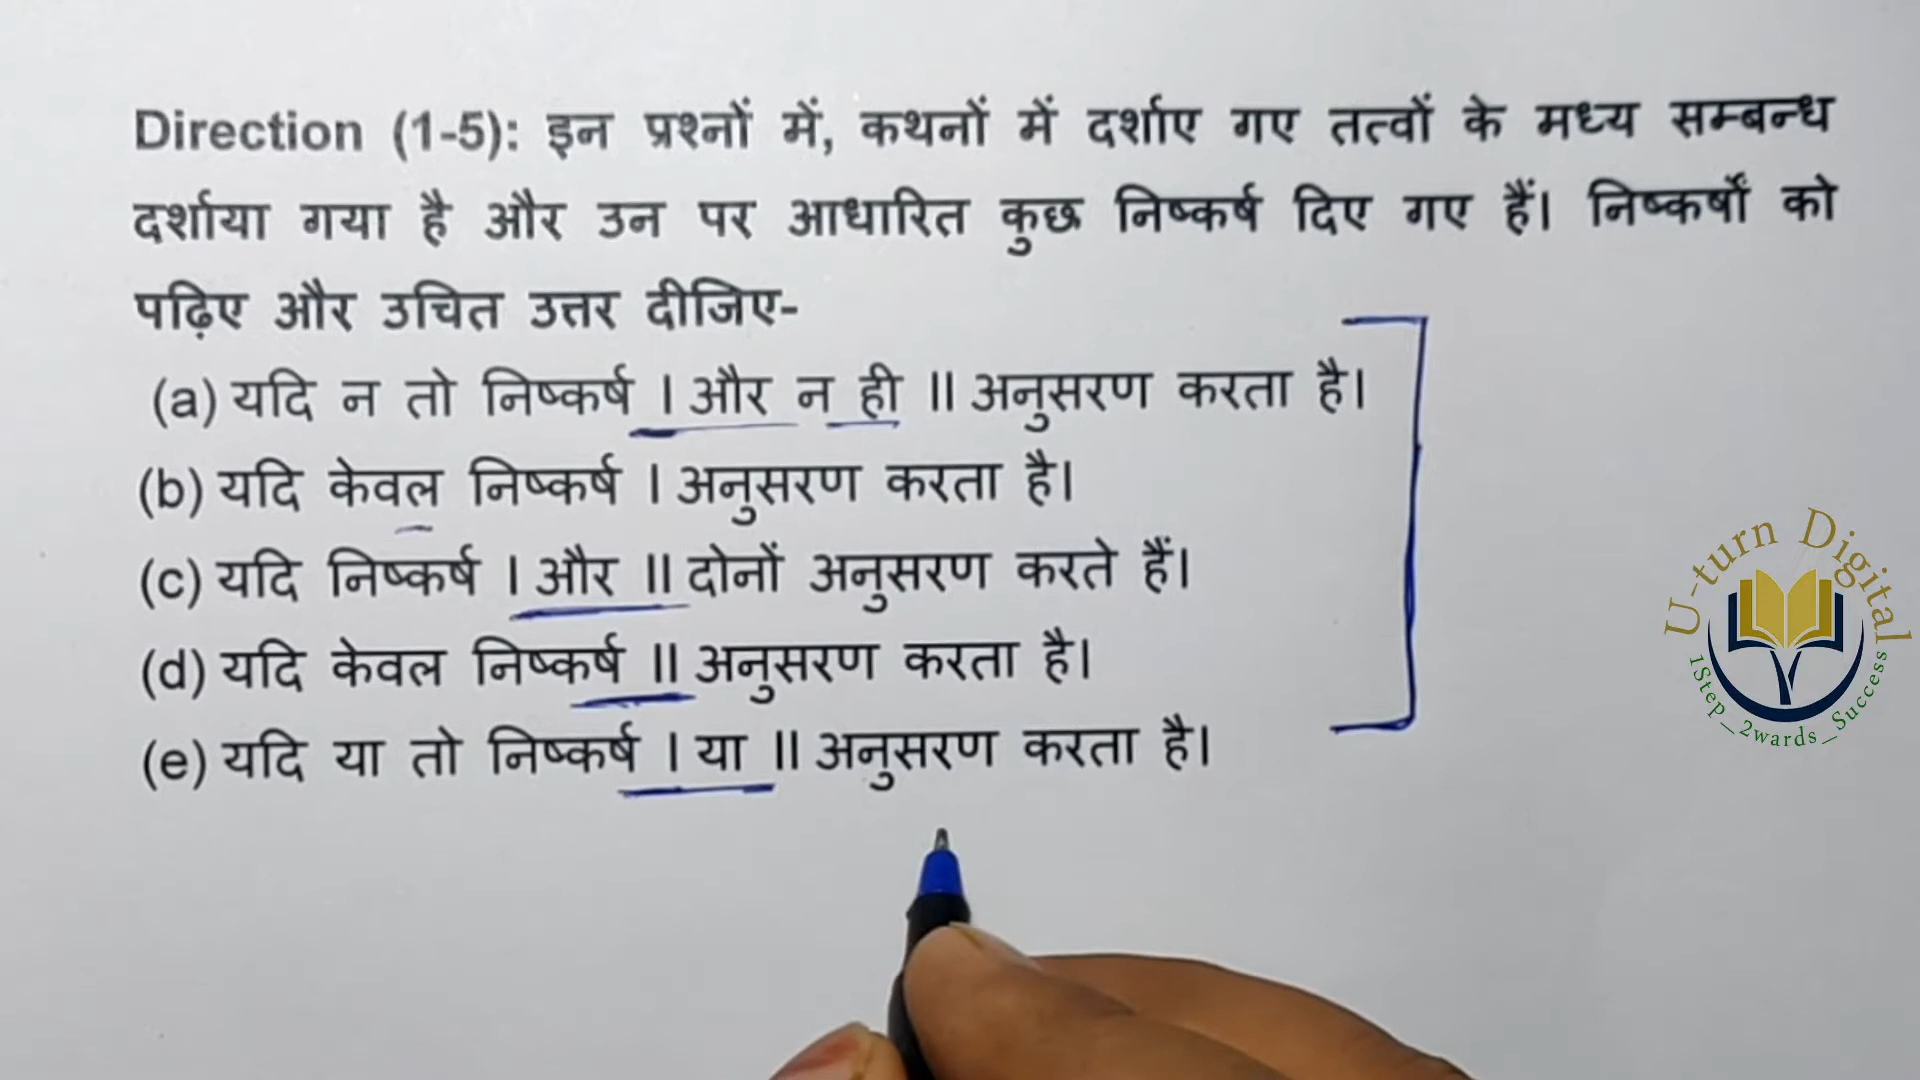 Direction (1-5): इन प्रश्नों में, कथनों में दर्शाए गए तत्वों के मध्य सम्बन्ध
दर्शाया गया है और उन पर आधारित कुछ निष्कर्ष दिए गए हैं। निष्कर्षों को
पढ़िए और उचित उत्तर दीजिए-
(a) यदि न तो निष्कर्ष I और न ही II अनुसरण करता है।
(b) यदि केवल निष्कर्ष I अनुसरण करता है।
(c) यदि निष्कर्ष I और II दोनों अनुसरण करते हैं।
(d) यदि केवल निष्कर्ष II अनुसरण करता है।
(e) यदि या तो निष्कर्ष I या II अनुसरण करता है।
U-turn Digital
1Step_2wards_Success